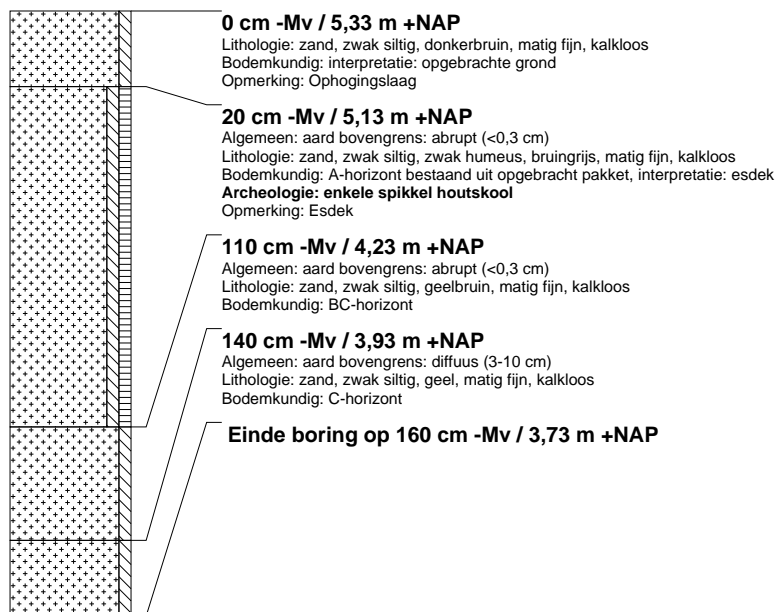 0 cm -Mv / 5,33 m +NAP
Lithologie: zand, zwak siltig, donkerbruin, matig fijn, kalkloos
Bodemkundig: interpretatie: opgebrachte grond
Opmerking: Ophogingslaag
20 cm -Mv / 5,13 m +NAP
Algemeen: aard bovengrens: abrupt (<0,3 cm)
Lithologie: zand, zwak siltig, zwak humeus, bruingrijs, matig fijn, kalkloos
Bodemkundig: A-horizont bestaand uit opgebracht pakket, interpretatie: esdek
Archeologie: enkele spikkel houtskool
Opmerking: Esdek
110 cm -Mv / 4,23 m +NAP
Algemeen: aard bovengrens: abrupt (<0,3 cm)
Lithologie: zand, zwak siltig, geelbruin, matig fijn, kalkloos
Bodemkundig: BC-horizont
140 cm -Mv / 3,93 m +NAP
Algemeen: aard bovengrens: diffuus (3-10 cm)
Lithologie: zand, zwak siltig, geel, matig fijn, kalkloos
Bodemkundig: C-horizont
Einde boring op 160 cm -Mv / 3,73 m +NAP